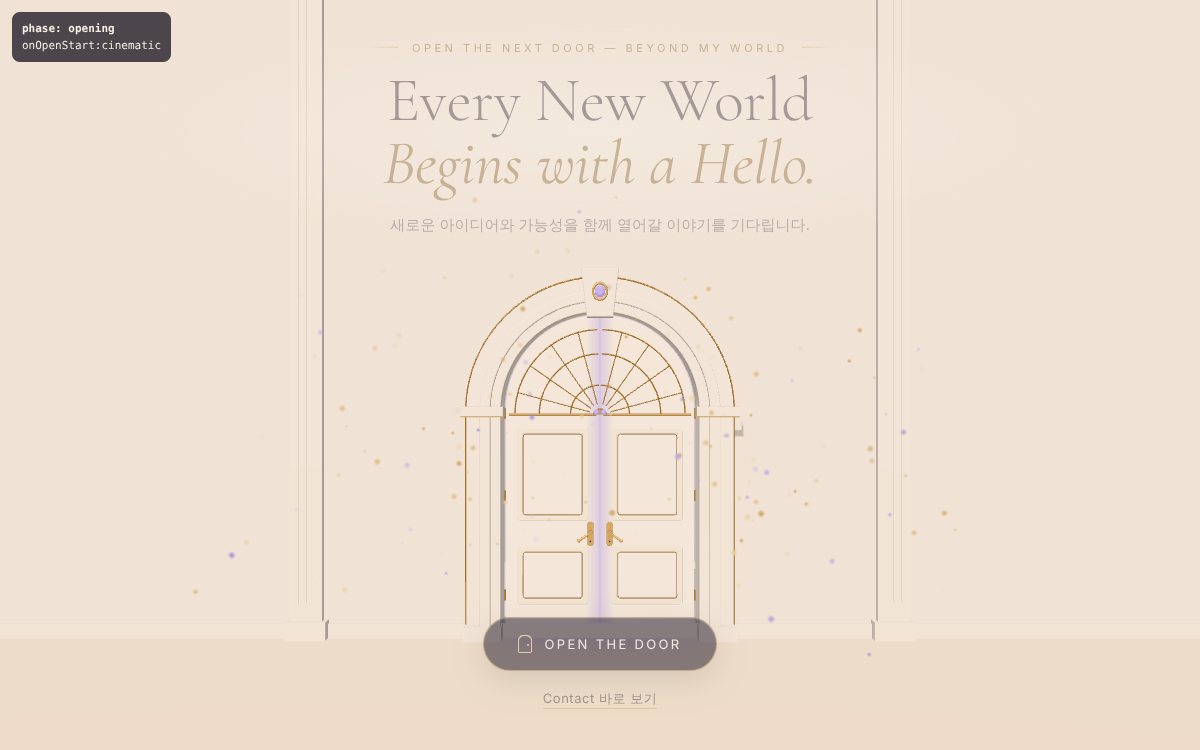 phase: opening
onOpenStart:cinematic
OPEN THE NEXT DOOR — BEYOND MY WORLD
Every New World
Begins with a Hello.
새로운 아이디어와 가능성을 함께 열어갈 이야기를 기다립니다.
OPEN THE DOOR
Contact 바로 보기